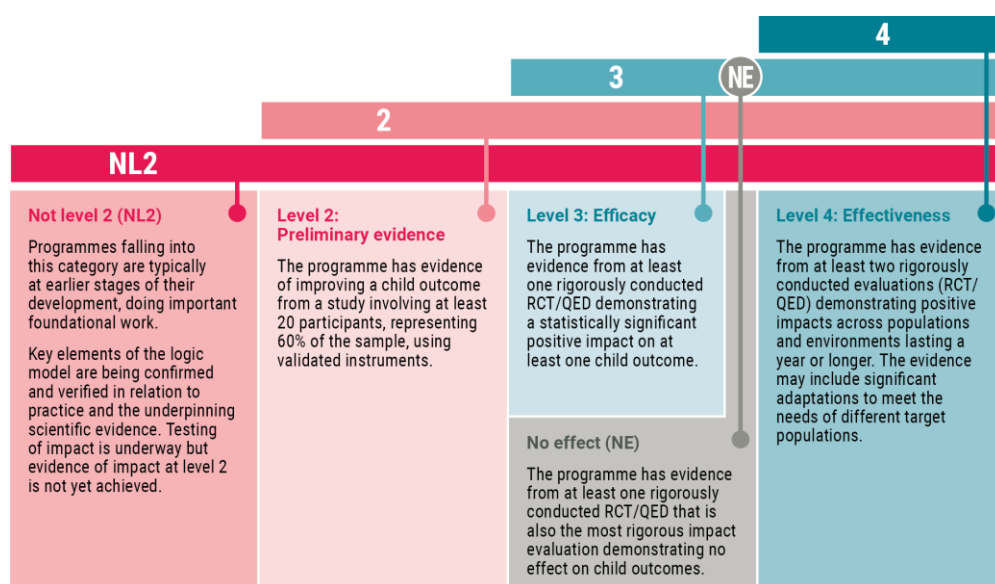 4
3
NE
2
NL2
Not level 2 (NL2)
Programmes falling into
this category are typically
at earlier stages of their
development, doing important
foundational work.
Key elements of the logic
model are being confirmed
and verified in relation to
practice and the underpinning
scientific evidence. Testing
of impact is underway but
evidence of impact at level 2
is not yet achieved.
Level 2:
Preliminary evidence
The programme has evidence
of improving a child outcome
from a study involving at least
20 participants, representing
60% of the sample, using
validated instruments.
Level 3: Efficacy
The programme has
evidence from at least
one rigorously conducted
RCT/QED demonstrating
a statistically significant
positive impact on at
least one child outcome.
No effect (NE)
The programme has evidence
from at least one rigorously
conducted RCT/QED that is
also the most rigorous impact
evaluation demonstrating no
effect on child outcomes.
Level 4: Effectiveness
The programme has evidence
from at least two rigorously
conducted evaluations (RCT/
QED) demonstrating positive
impacts across populations
and environments lasting a
year or longer. The evidence
may include significant
adaptations to meet the
needs of different target
populations.